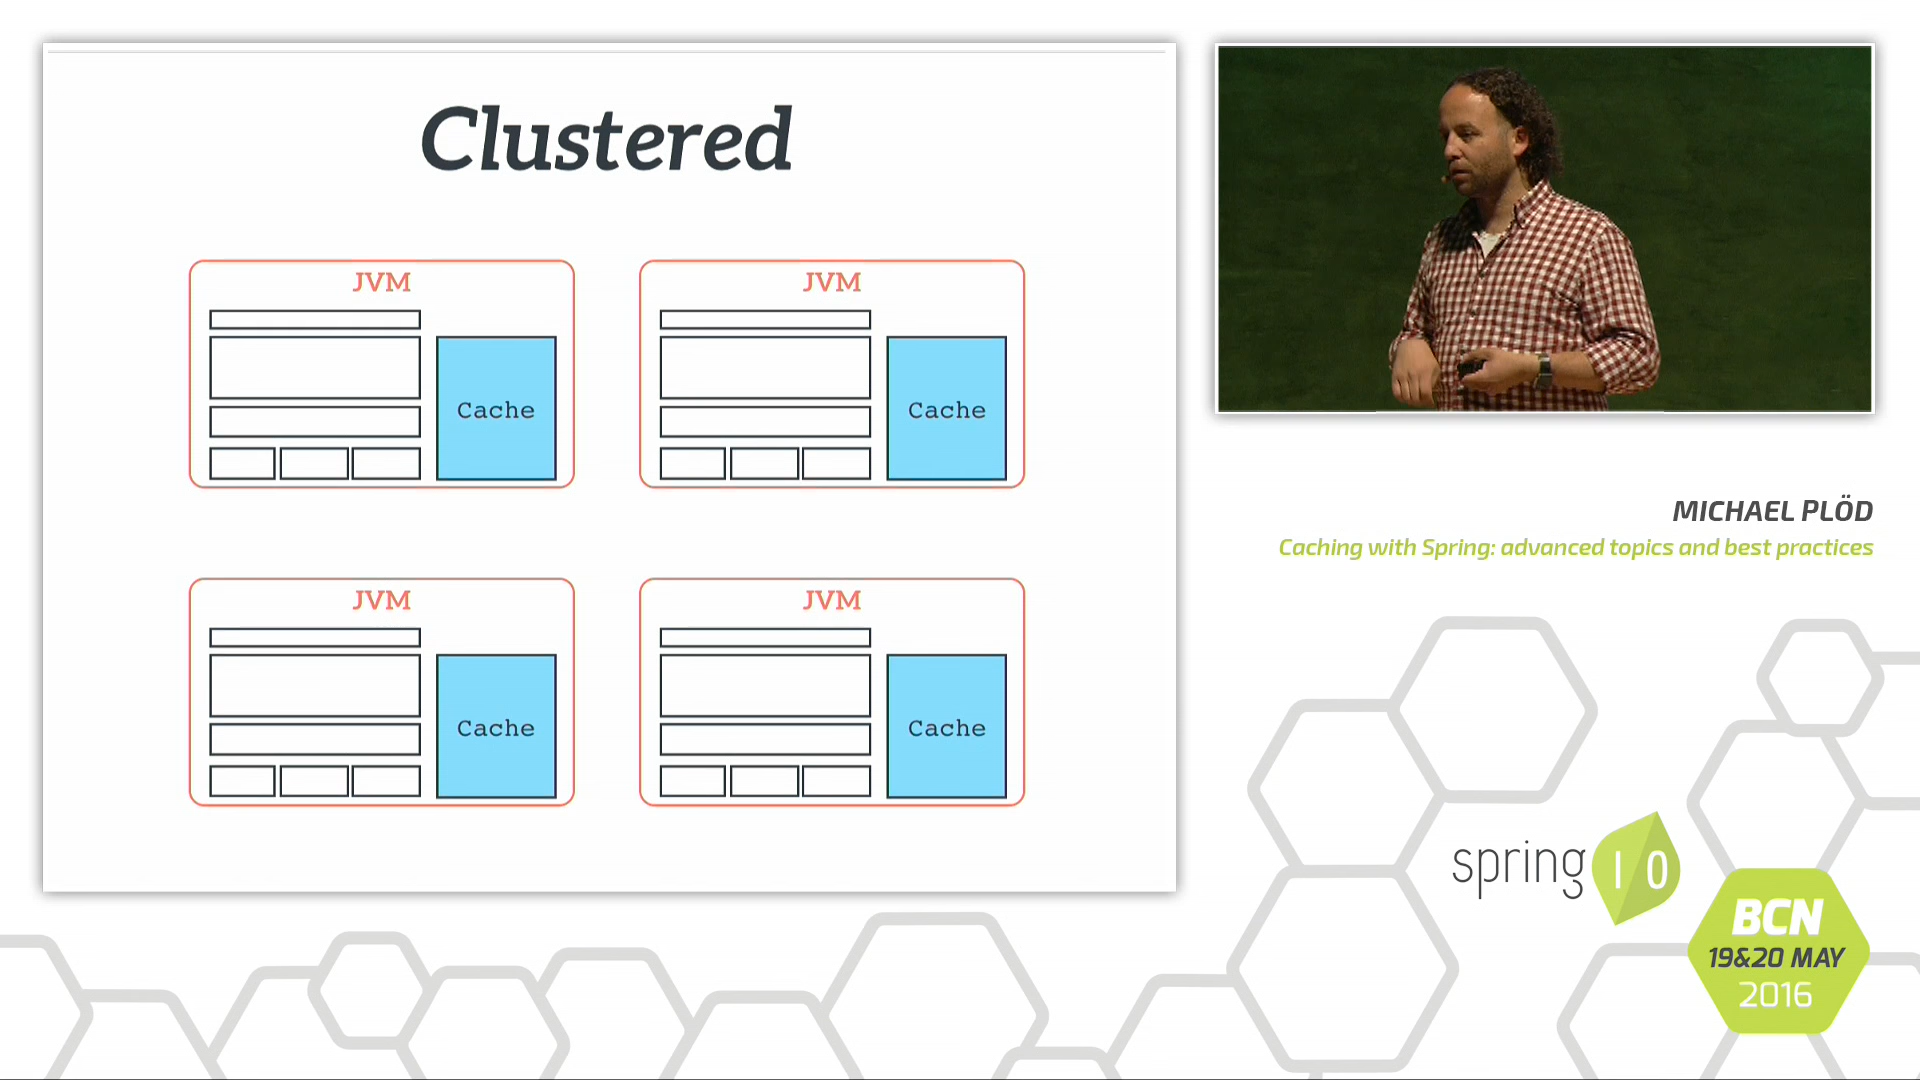 Clustered
JVM
Cache
JVM
Cache
JVM
Cache
JVM
Cache
MICHAEL PLÖD
Caching with Spring: advanced topics and best practices
spring I O
BCN
19&20 MAY
2016